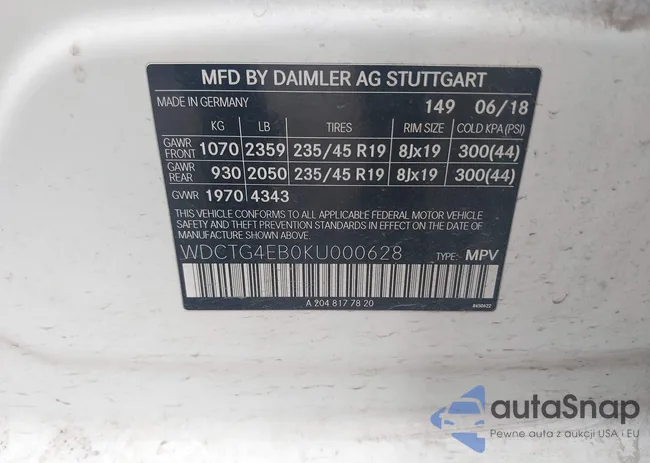 MFD BY DAIMLER AG STUTTGART
MADE IN GERMANY 149 06/18
KG LB TIRES RIM SIZE COLD KPA(PSI)
GAWR FRONT 1070 2359 235/45 R19 8Jx19 300(44)
GAWR REAR 930 2050 235/45 R19 8Jx19 300(44)
GVWR 1970 4343
THIS VEHICLE CONFORMS TO ALL APPLICABLE FEDERAL MOTOR VEHICLE
SAFETY AND THEFT PREVENTION STANDARDS IN EFFECT ON THE DATE
OF MANUFACTURE SHOWN ABOVE.
WDCTG4EB0KU000628 TYPE: MPV
A 204 817 78 20
autoSnap
Pewne auta z aukcji USA i EU